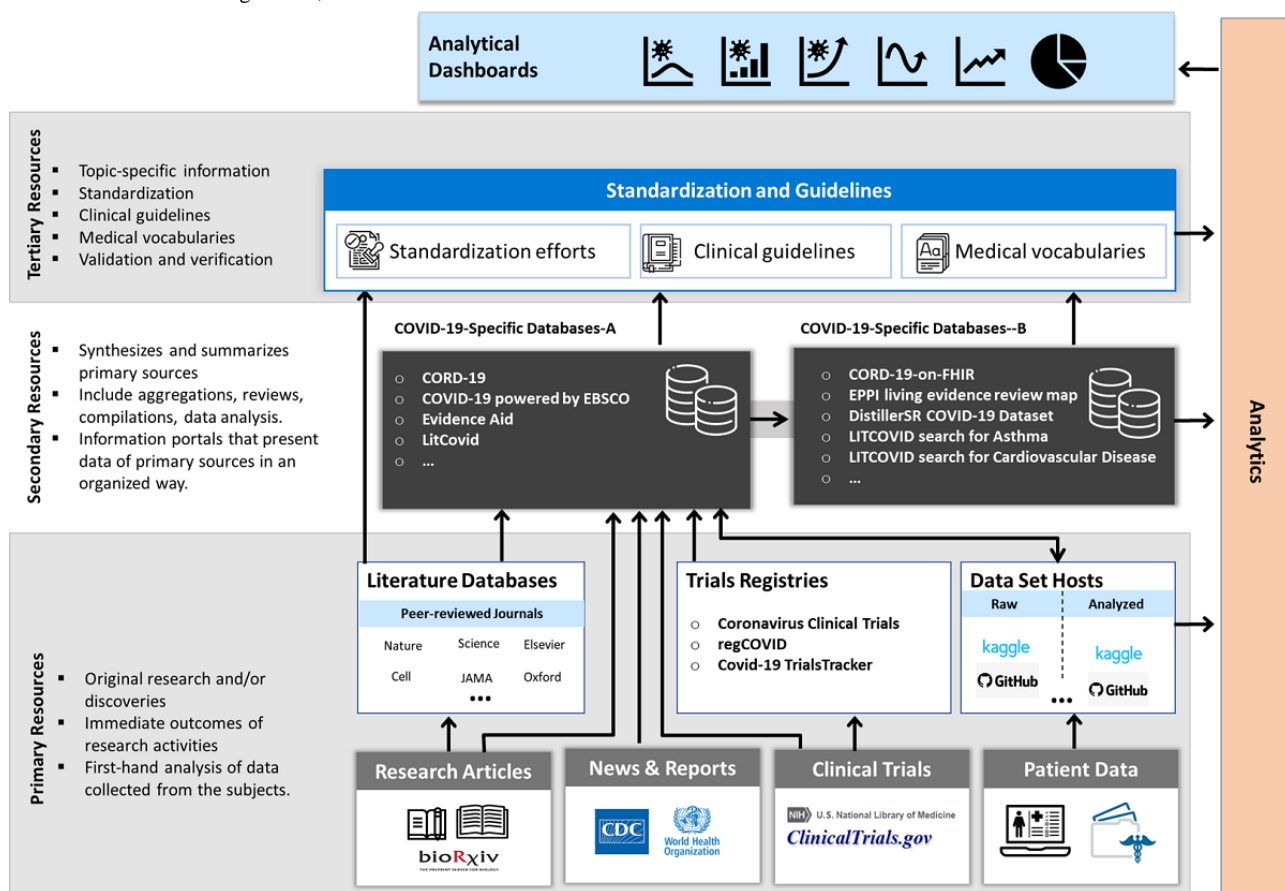 Analytical
Dashboards
Analytics
Tertiary Resources
▪ Topic-specific information
▪ Standardization
▪ Clinical guidelines
▪ Medical vocabularies
▪ Validation and verification
Standardization and Guidelines
Standardization efforts
Clinical guidelines
Aa
Medical vocabularies
Secondary Resources
▪ Synthesizes and summarizes
primary sources
▪ Include aggregations, reviews,
compilations, data analysis.
▪ Information portals that present
data of primary sources in an
organized way.
COVID-19-Specific Databases-A
o CORD-19
o COVID-19 powered by EBSCO
o Evidence Aid
o LitCovid
o ...
COVID-19-Specific Databases--B
o CORD-19-on-FHIR
o EPPI living evidence review map
o DistillerSR COVID-19 Dataset
o LITCOVID search for Asthma
o LITCOVID search for Cardiovascular Disease
o ...
Primary Resources
▪ Original research and/or
discoveries
▪ Immediate outcomes of
research activities
▪ First-hand analysis of data
collected from the subjects.
Literature Databases
Peer-reviewed Journals
Nature Science Elsevier
Cell JAMA Oxford
...
Trials Registries
o Coronavirus Clinical Trials
o regCOVID
o Covid-19 TrialsTracker
Data Set Hosts
Raw Analyzed
kaggle kaggle
GitHub GitHub
...
Research Articles
bioRxiv
THE PREPRINT SERVER FOR BIOLOGY
News & Reports
CDC
World Health
Organization
Clinical Trials
NIH U.S. National Library of Medicine
ClinicalTrials.gov
Patient Data